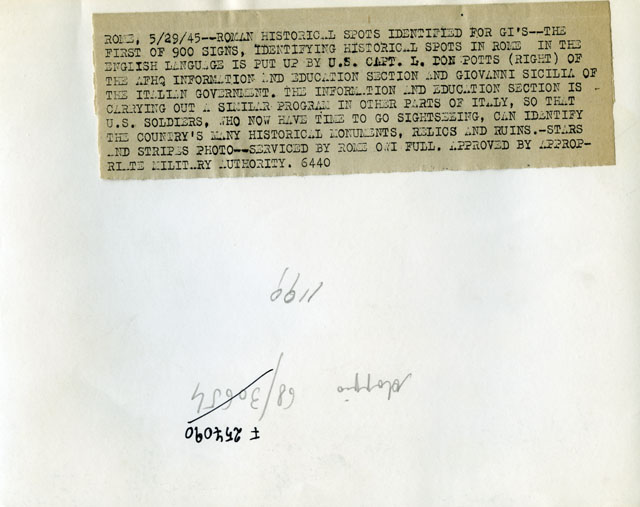 ROME, 5/29/45--ROMAN HISTORICAL SPOTS IDENTIFIED FOR GI'S--THE
FIRST OF 900 SIGNS, IDENTIFYING HISTORICAL SPOTS IN ROME IN THE
ENGLISH LANGUAGE IS PUT UP BY U.S. CAPT. L. DON POTTS (RIGHT) OF
THE AFHQ INFORMATION AND EDUCATION SECTION AND GIOVANNI SICILIA OF
THE ITALIAN GOVERMENT. THE INFORMATION AND EDUCATION SECTION IS
CARRYING OUT A SIMILAR PROGRAM IN OTHER PARTS OF ITALY, SO THAT
U.S. SOLDIERS, WHO NOW HAVE TIME TO GO SIGHTSEEING, CAN IDENTIFY
THE COUNTRY'S MANY HISTORICAL MONUMENTS, RELICS AND RUINS.-STARS
AND STRIPES PHOTO--SERVICED BY ROME OWI FULL. APPROVED BY APPROP-
RIATE MILITARY AUTHORITY. 6440
1199
68/30654
F 257090